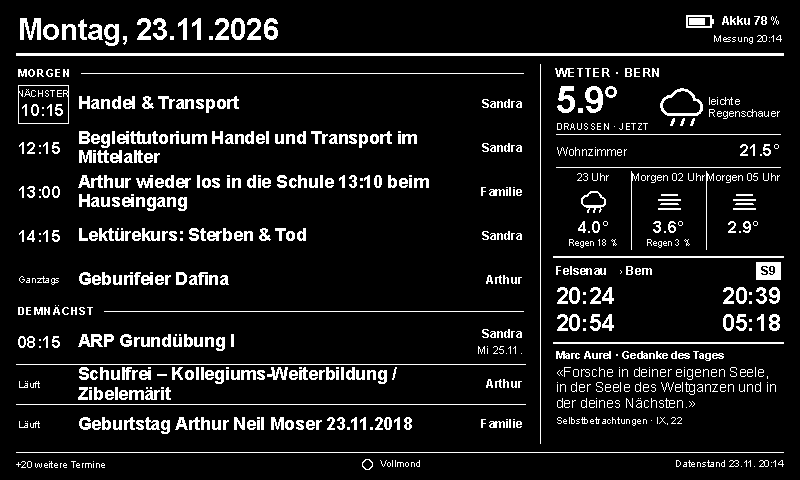 Montag, 23.11.2026
Akku 78 %
Messung 20:14
MORGEN
NÄCHSTER
10:15 Handel & Transport Sandra
12:15 Begleittutorium Handel und Transport im
Mittelalter Sandra
13:00 Arthur wieder los in die Schule 13:10 beim
Hauseingang Familie
14:15 Lektürekurs: Sterben & Tod Sandra
Ganztags Geburifeier Dafina Arthur
DEMNÄCHST
08:15 ARP Grundübung I Sandra
Mi 25.11.
Läuft Schulfrei – Kollegiums-Weiterbildung /
Zibelemärit Arthur
Läuft Geburtstag Arthur Neil Moser 23.11.2018 Familie
WETTER · BERN
5.9°
leichte
Regenschauer
DRAUSSEN · JETZT
Wohnzimmer 21.5°
23 Uhr Morgen 02 Uhr Morgen 05 Uhr
4.0° 3.6° 2.9°
Regen 18 % Regen 3 %
Felsenau › Bern S9
20:24 20:39
20:54 05:18
Marc Aurel · Gedanke des Tages
«Forsche in deiner eigenen Seele,
in der Seele des Weltganzen und in
der deines Nächsten.»
Selbstbetrachtungen · IX, 22
+20 weitere Termine
Vollmond
Datenstand 23.11. 20:14